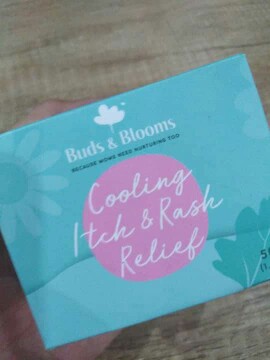 Buds & Blooms
BECAUSE MOMS NEED NURTURING TOO
Cooling
Itch & Rash
Relief